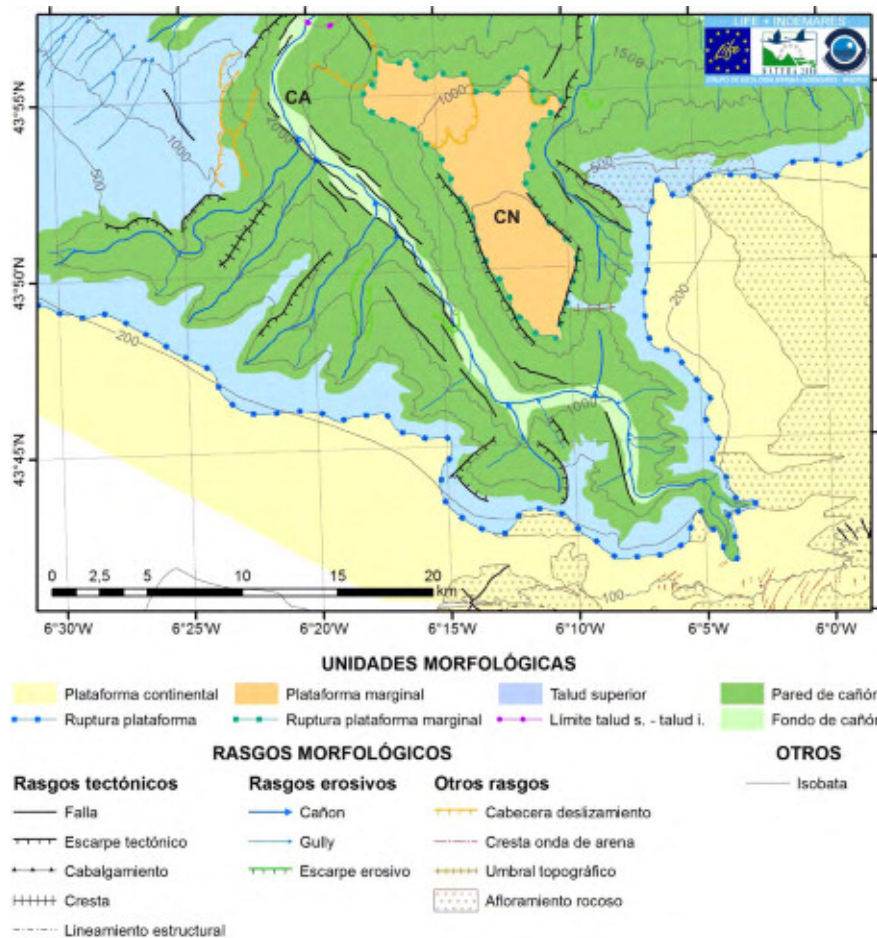 LIFE + INDEMARES
NATURA 2000
43°55'N
43°50'N
43°45'N
CA
CN
1000
1500
2000
1000
1000
500
500
200
200
1000
100
0 2,5 5 10 15 20
km
6°30'W 6°25'W 6°20'W 6°15'W 6°10'W 6°5'W 6°0'W
UNIDADES MORFOLÓGICAS
Plataforma continental Plataforma marginal Talud superior Pared de cañón
Ruptura plataforma Ruptura plataforma marginal Límite talud s. - talud i. Fondo de cañón
RASGOS MORFOLÓGICOS OTROS
Rasgos tectónicos Rasgos erosivos Otros rasgos Isobata
Falla Cañon Cabecera deslizamiento
Escarpe tectónico Gully Cresta onda de arena
Cabalgamiento Escarpe erosivo Umbral topográfico
Cresta Afloramiento rocoso
Lineamiento estructural